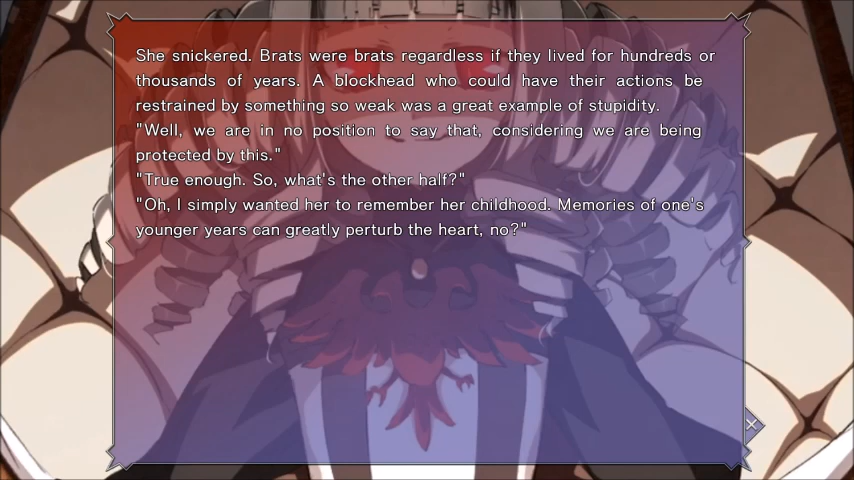 She snickered. Brats were brats regardless if they lived for hundreds or
thousands of years. A blockhead who could have their actions be
restrained by something so weak was a great example of stupidity.
"Well, we are in no position to say that, considering we are being
protected by this."
"True enough. So, what's the other half?"
"Oh, I simply wanted her to remember her childhood. Memories of one's
younger years can greatly perturb the heart, no?"